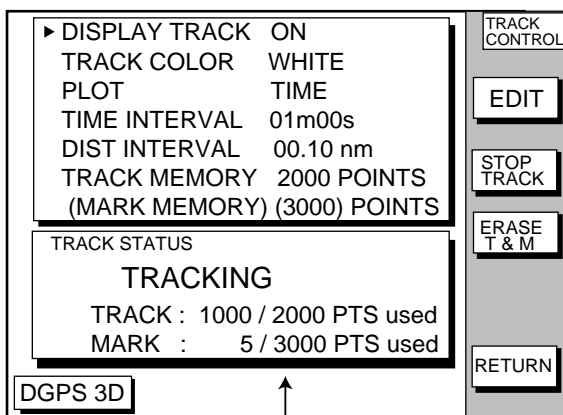 DISPLAY TRACK ON
TRACK COLOR WHITE
PLOT TIME
TIME INTERVAL 01m00s
DIST INTERVAL 00.10 nm
TRACK MEMORY 2000 POINTS
(MARK MEMORY) (3000) POINTS
TRACK STATUS
TRACKING
TRACK : 1000 / 2000 PTS used
MARK : 5 / 3000 PTS used
DGPS 3D
TRACK
CONTROL
EDIT
STOP
TRACK
ERASE
T & M
RETURN